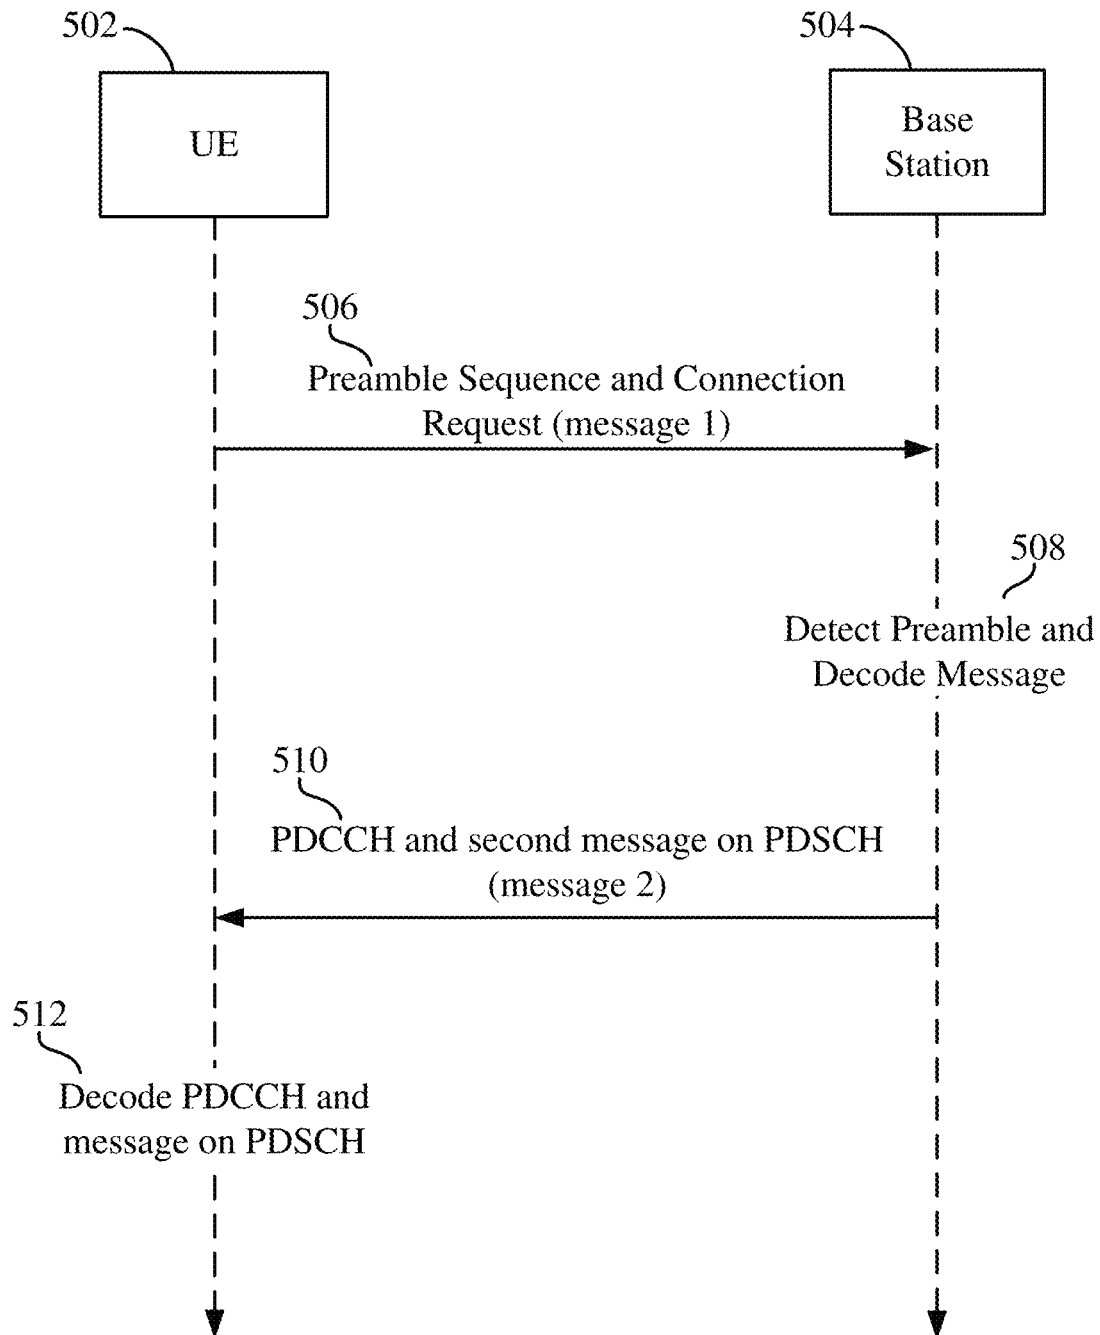 502
504
UE
Base
Station
506
Preamble Sequence and Connection
Request (message 1)
508
Detect Preamble and
Decode Message
510
PDCCH and second message on PDSCH
(message 2)
512
Decode PDCCH and
message on PDSCH